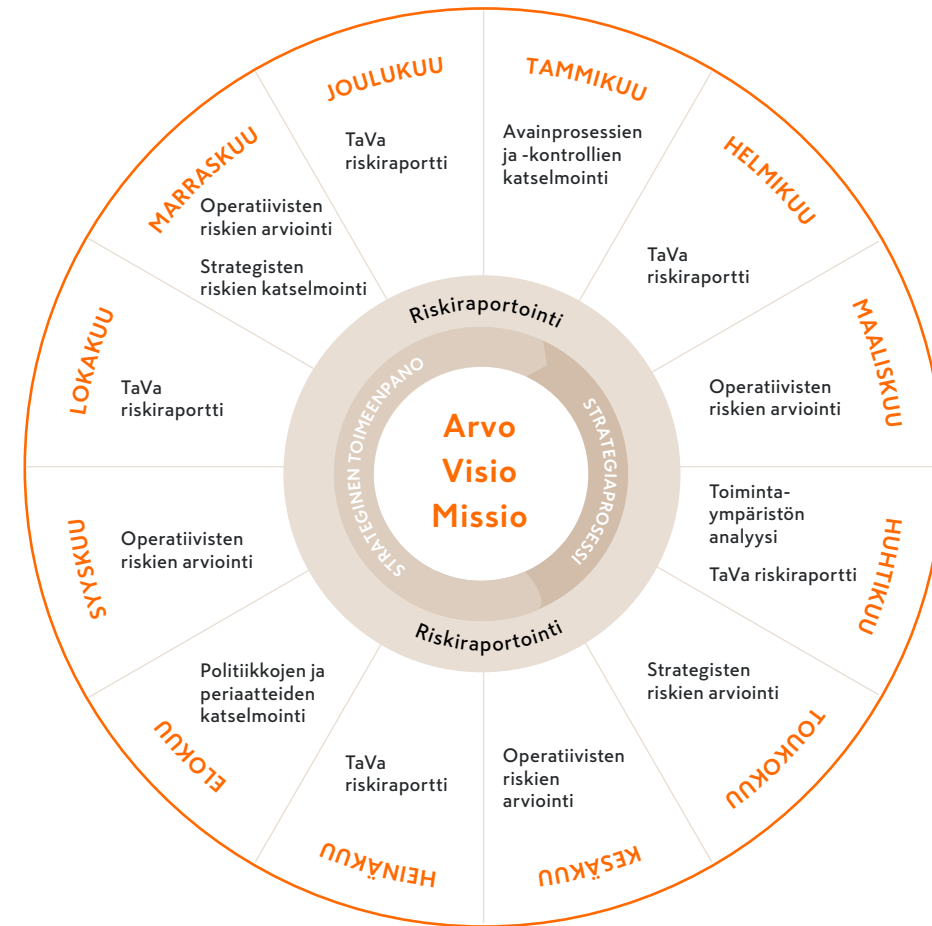 TAMMIKUU
Avainprosessien
ja -kontrollien
katselmointi
HELMIKUU
TaVa
riskiraportti
MAALISKUU
Operatiivisten
riskien arviointi
HUHTIKUU
Toiminta-
ympäristön
analyysi
TaVa riskiraportti
TOUKOKUU
Strategisten
riskien arviointi
KESÄKUU
Operatiivisten
riskien
arviointi
HEINÄKUU
TaVa
riskiraportti
ELOKUU
Politiikkojen ja
periaatteiden
katselmointi
SYYSKUU
Operatiivisten
riskien arviointi
LOKAKUU
TaVa
riskiraportti
MARRASKUU
Operatiivisten
riskien arviointi
Strategisten
riskien katselmointi
JOULUKUU
TaVa
riskiraportti
Riskiraportointi
STRATEGINEN TOIMEENPANO
STRATEGIAPROSESSI
Arvo
Visio
Missio
Riskiraportointi